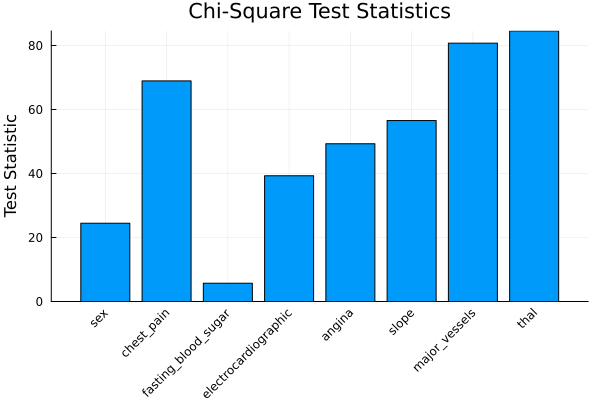 Chi-Square Test Statistics
Test Statistic
80
60
40
20
0
sex
chest_pain
fasting_blood_sugar
electrocardiographic
angina
slope
major_vessels
thal